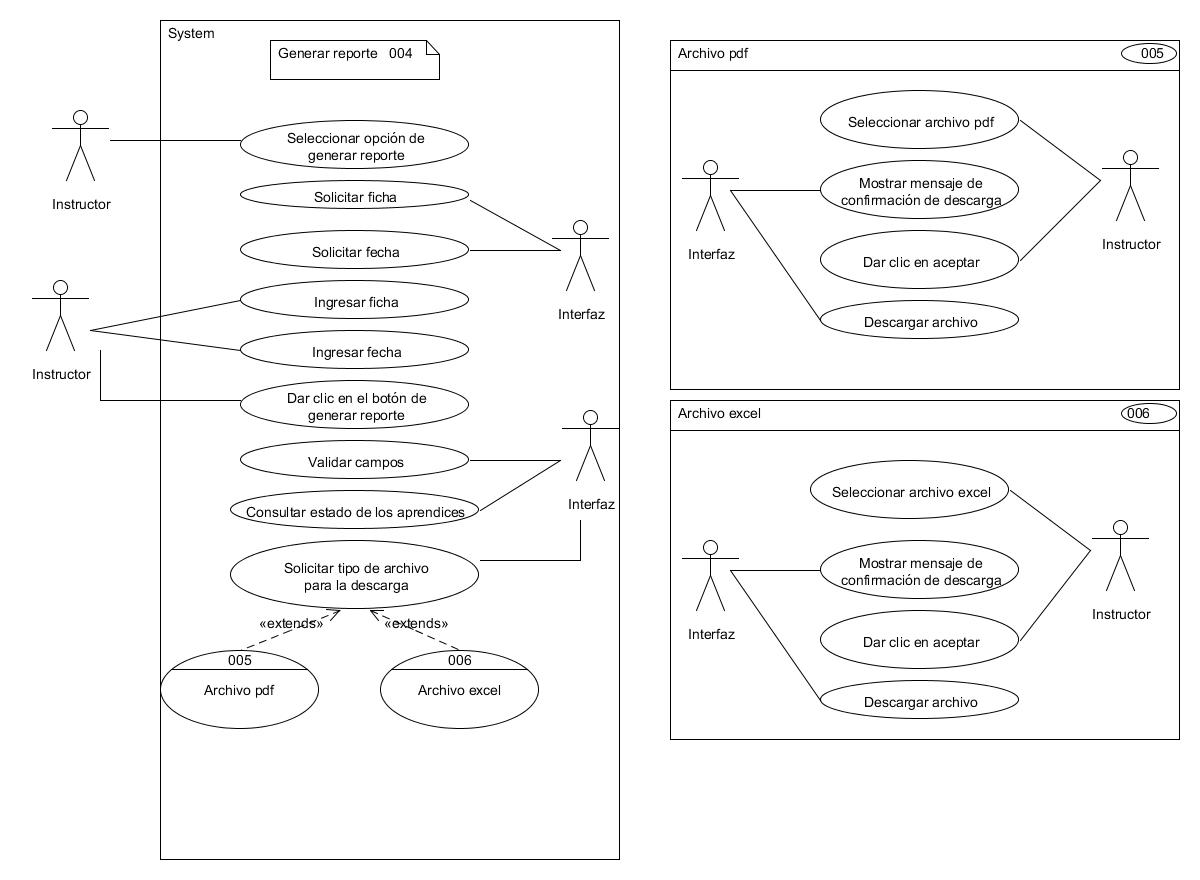 System
Generar reporte 004
Instructor
Seleccionar opción de
generar reporte
Solicitar ficha
Solicitar fecha
Interfaz
Instructor
Ingresar ficha
Ingresar fecha
Dar clic en el botón de
generar reporte
Validar campos
Consultar estado de los aprendices
Interfaz
Solicitar tipo de archivo
para la descarga
«extends»
«extends»
005
Archivo pdf
006
Archivo excel
Archivo pdf
005
Seleccionar archivo pdf
Mostrar mensaje de
confirmación de descarga
Interfaz
Instructor
Dar clic en aceptar
Descargar archivo
Archivo excel
006
Seleccionar archivo excel
Mostrar mensaje de
confirmación de descarga
Interfaz
Instructor
Dar clic en aceptar
Descargar archivo